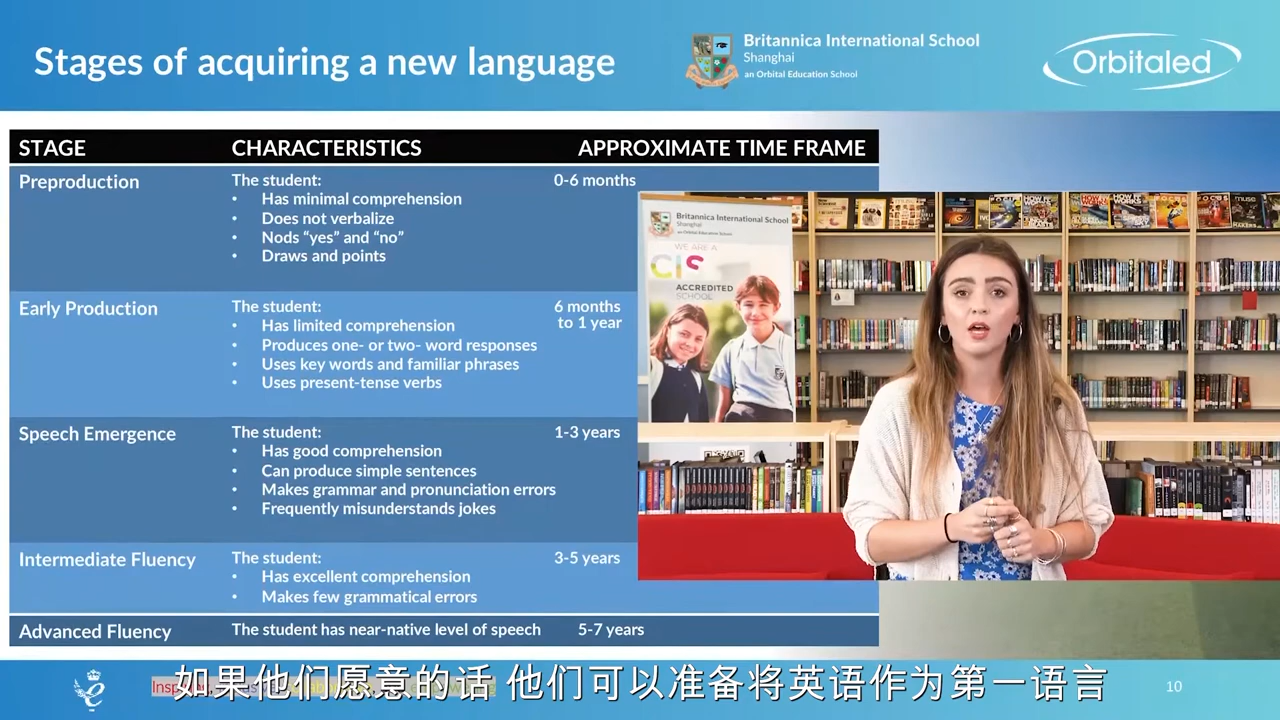 Stages of acquiring a new language
Britannica International School
Shanghai
an Orbital Education School
Orbitaled
STAGE CHARACTERISTICS APPROXIMATE TIME FRAME
Preproduction The student: 0-6 months
• Has minimal comprehension
• Does not verbalize
• Nods “yes” and “no”
• Draws and points
Early Production The student: 6 months
• Has limited comprehension to 1 year
• Produces one- or two- word responses
• Uses key words and familiar phrases
• Uses present-tense verbs
Speech Emergence The student: 1-3 years
• Has good comprehension
• Can produce simple sentences
• Makes grammar and pronunciation errors
• Frequently misunderstands jokes
Intermediate Fluency The student: 3-5 years
• Has excellent comprehension
• Makes few grammatical errors
Advanced Fluency The student has near-native level of speech 5-7 years
Britannica International School
Shanghai
an Orbital Education School
WE ARE A
CIS
ACCREDITED
SCHOOL
如果他们愿意的话 他们可以准备将英语作为第一语言
10